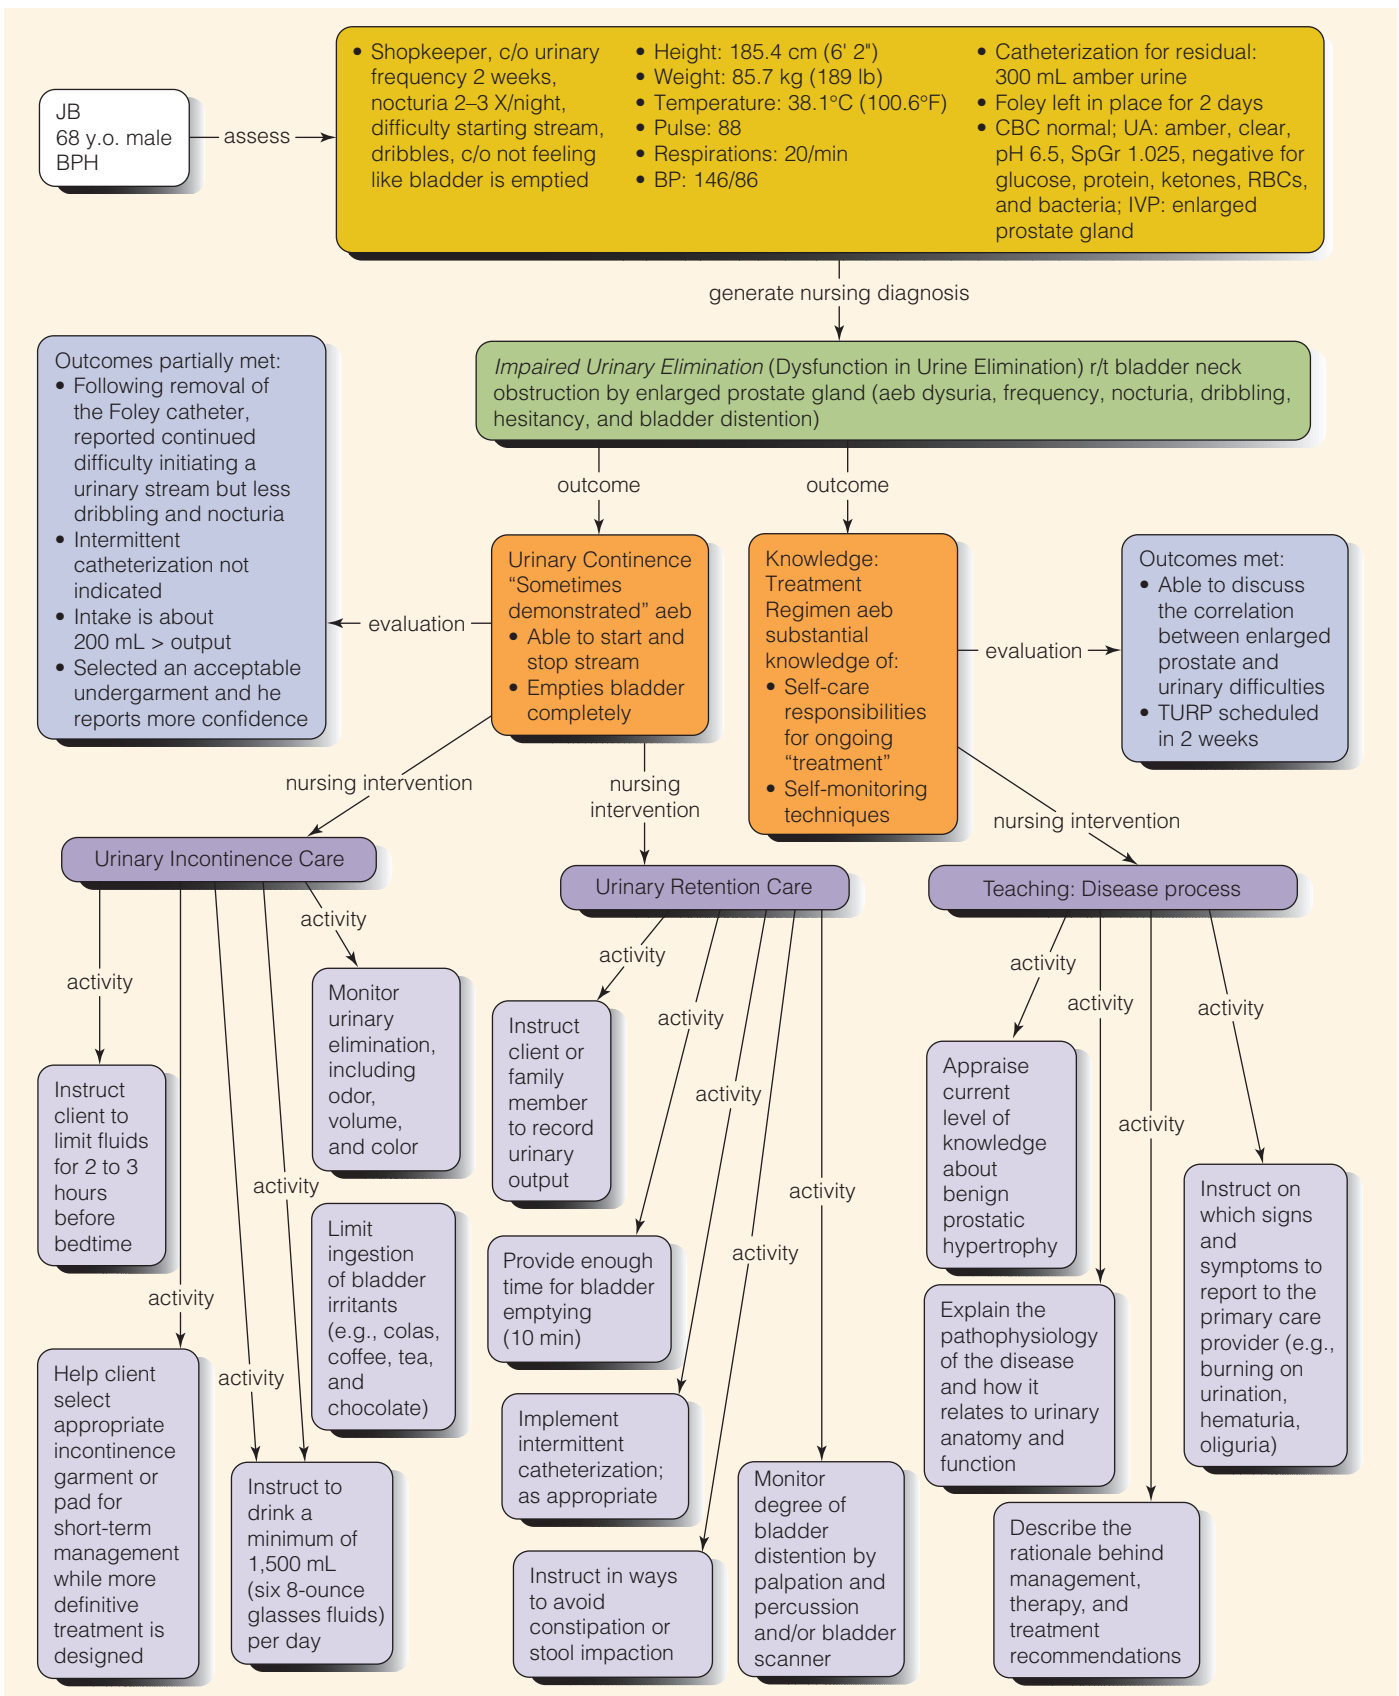 JB
68 y.o. male
BPH
assess
• Shopkeeper, c/o urinary
frequency 2 weeks,
nocturia 2–3 X/night,
difficulty starting stream,
dribbles, c/o not feeling
like bladder is emptied
• Height: 185.4 cm (6' 2")
• Weight: 85.7 kg (189 lb)
• Temperature: 38.1°C (100.6°F)
• Pulse: 88
• Respirations: 20/min
• BP: 146/86
• Catheterization for residual:
300 mL amber urine
• Foley left in place for 2 days
• CBC normal; UA: amber, clear,
pH 6.5, SpGr 1.025, negative for
glucose, protein, ketones, RBCs,
and bacteria; IVP: enlarged
prostate gland
generate nursing diagnosis
Impaired Urinary Elimination (Dysfunction in Urine Elimination) r/t bladder neck
obstruction by enlarged prostate gland (aeb dysuria, frequency, nocturia, dribbling,
hesitancy, and bladder distention)
Outcomes partially met:
• Following removal of
the Foley catheter,
reported continued
difficulty initiating a
urinary stream but less
dribbling and nocturia
• Intermittent
catheterization not
indicated
• Intake is about
200 mL > output
• Selected an acceptable
undergarment and he
reports more confidence
outcome
outcome
evaluation
Urinary Continence
“Sometimes
demonstrated” aeb
• Able to start and
stop stream
• Empties bladder
completely
Knowledge:
Treatment
Regimen aeb
substantial
knowledge of:
• Self-care
responsibilities
for ongoing
“treatment”
• Self-monitoring
techniques
evaluation
Outcomes met:
• Able to discuss
the correlation
between enlarged
prostate and
urinary difficulties
• TURP scheduled
in 2 weeks
nursing intervention
nursing
intervention
nursing intervention
Urinary Incontinence Care
Urinary Retention Care
Teaching: Disease process
activity
Instruct
client to
limit fluids
for 2 to 3
hours
before
bedtime
activity
Help client
select
appropriate
incontinence
garment or
pad for
short-term
management
while more
definitive
treatment is
designed
activity
Instruct to
drink a
minimum of
1,500 mL
(six 8-ounce
glasses fluids)
per day
activity
Limit
ingestion
of bladder
irritants
(e.g., colas,
coffee, tea,
and
chocolate)
activity
Monitor
urinary
elimination,
including
odor,
volume,
and color
activity
Instruct
client or
family
member
to record
urinary
output
activity
Provide enough
time for bladder
emptying
(10 min)
activity
Implement
intermittent
catheterization;
as appropriate
activity
Instruct in ways
to avoid
constipation or
stool impaction
activity
Monitor
degree of
bladder
distention by
palpation and
percussion
and/or bladder
scanner
activity
Appraise
current
level of
knowledge
about
benign
prostatic
hypertrophy
activity
Explain the
pathophysiology
of the disease
and how it
relates to urinary
anatomy and
function
activity
Describe the
rationale behind
management,
therapy, and
treatment
recommendations
activity
Instruct on
which signs
and
symptoms to
report to the
primary care
provider (e.g.,
burning on
urination,
hematuria,
oliguria)